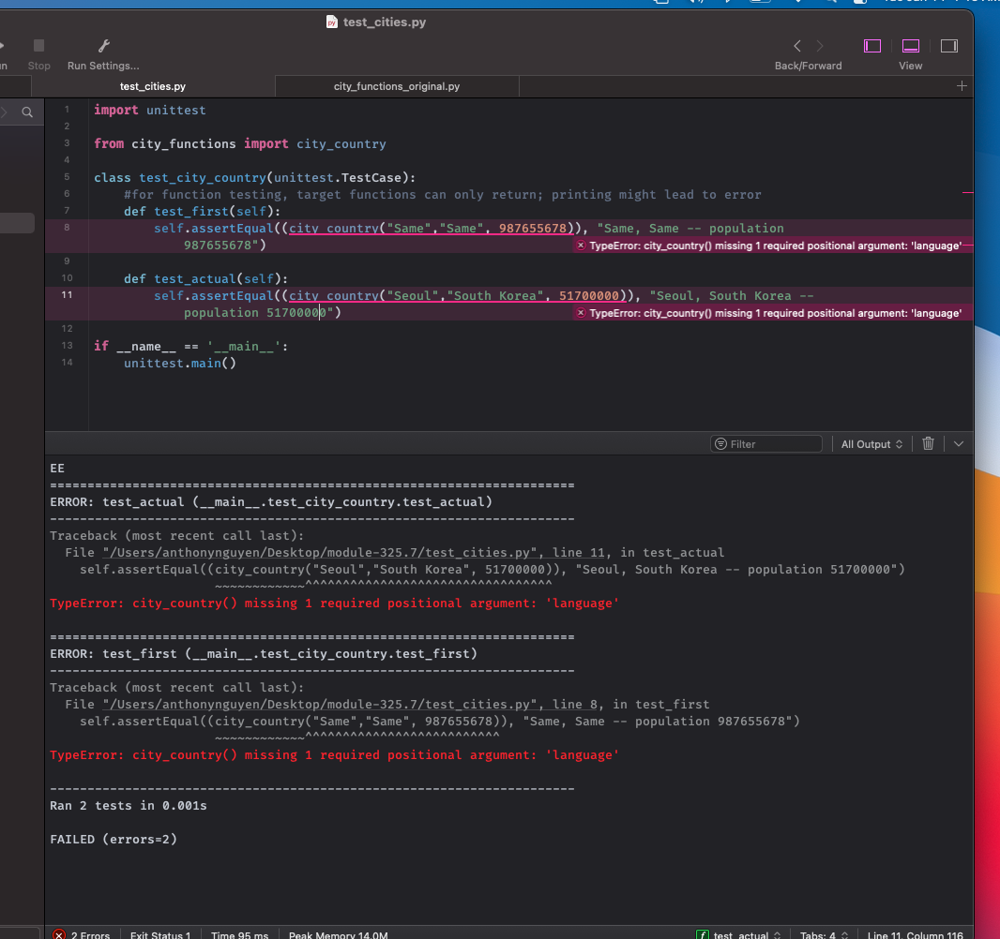 test_cities.py
Stop
Run Settings...
Back/Forward
View
test_cities.py
city_functions_original.py
1 import unittest
2
3 from city_functions import city_country
4
5 class test_city_country(unittest.TestCase):
6 #for function testing, target functions can only return; printing might lead to error
7 def test_first(self):
8 self.assertEqual((city_country("Same","Same", 987655678)), "Same, Same -- population
987655678")
TypeError: city_country() missing 1 required positional argument: 'language'
9
10 def test_actual(self):
11 self.assertEqual((city_country("Seoul","South Korea", 51700000)), "Seoul, South Korea --
population 51700000")
TypeError: city_country() missing 1 required positional argument: 'language'
12
13 if __name__ == '__main__':
14 unittest.main()
Filter
All Output
EE
======================================================================
ERROR: test_actual (__main__.test_city_country.test_actual)
----------------------------------------------------------------------
Traceback (most recent call last):
File "/Users/anthonynguyen/Desktop/module-325.7/test_cities.py", line 11, in test_actual
self.assertEqual((city_country("Seoul","South Korea", 51700000)), "Seoul, South Korea -- population 51700000")
~~~~~~~~~~~~^^^^^^^^^^^^^^^^^^^^^^^^^^^^^^^^^
TypeError: city_country() missing 1 required positional argument: 'language'
======================================================================
ERROR: test_first (__main__.test_city_country.test_first)
----------------------------------------------------------------------
Traceback (most recent call last):
File "/Users/anthonynguyen/Desktop/module-325.7/test_cities.py", line 8, in test_first
self.assertEqual((city_country("Same","Same", 987655678)), "Same, Same -- population 987655678")
~~~~~~~~~~~~^^^^^^^^^^^^^^^^^^^^^^^^^^
TypeError: city_country() missing 1 required positional argument: 'language'
----------------------------------------------------------------------
Ran 2 tests in 0.001s
FAILED (errors=2)
2 Errors
Exit Status 1
Time 95 ms
Peak Memory 14.0M
test_actual
Tabs: 4
Line 11, Column 116